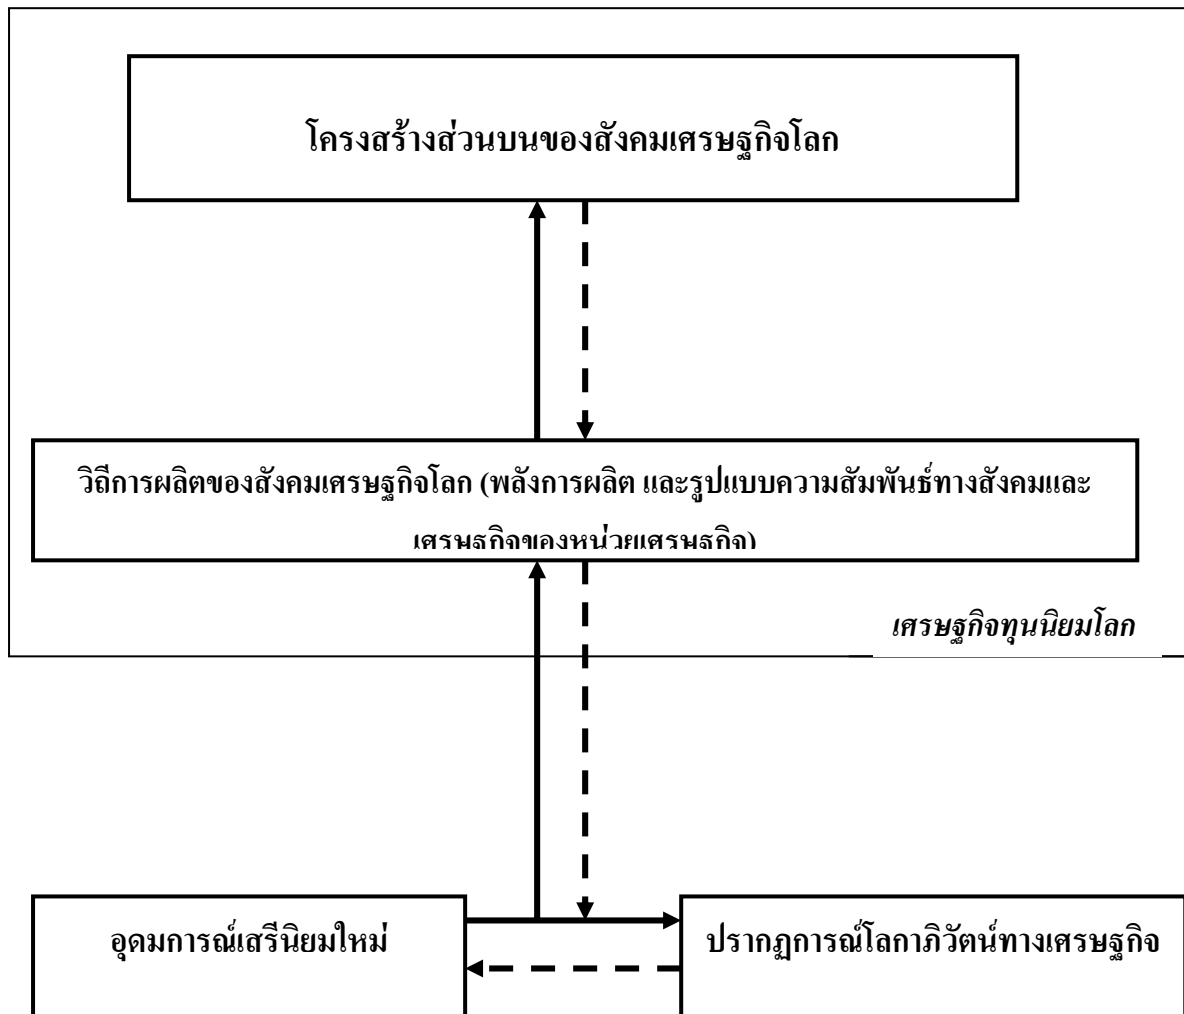 โครงสร้างส่วนบนของสังคมเศรษฐกิจโลก
วิถีการผลิตของสังคมเศรษฐกิจโลก (พลังการผลิต และรูปแบบความสัมพันธ์ทางสังคมและ
เศรษฐกิจของหน่วยเศรษฐกิจ)
เศรษฐกิจทุนนิยมโลก
อุดมการณ์เสรีนิยมใหม่
ปรากฏการณ์โลกาภิวัตน์ทางเศรษฐกิจ